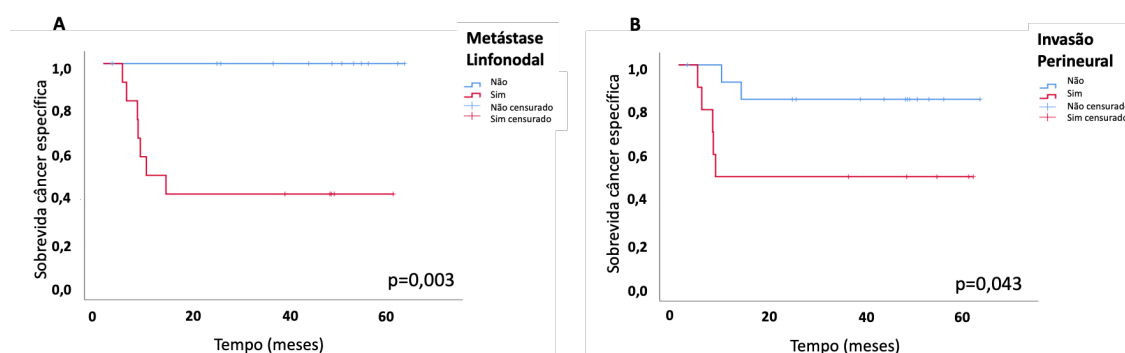 A
Metástase
Linfonodal
Não
Sim
Não censurado
Sim censurado
Sobrevida câncer específica
1,0
0,8
0,6
0,4
0,2
0,0
p=0,003
0 20 40 60
Tempo (meses)
B
Invasão
Perineural
Não
Sim
Não censurado
Sim censurado
Sobrevida câncer específica
1,0
0,8
0,6
0,4
0,2
0,0
p=0,043
0 20 40 60
Tempo (meses)